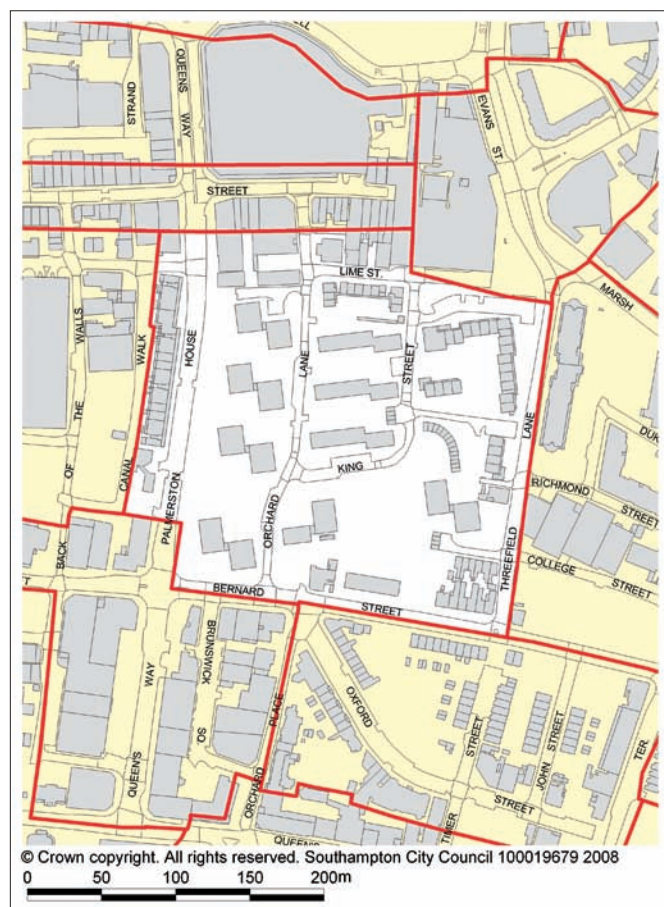 QUEENS
WAY
STRAND
EVANS ST
STREET
LIME ST.
MARSH
WALLS
THE
OF
BACK
WALK
CANAL
HOUSE
PALMERSTON
LANE
ORCHARD
STREET
KING
LANE
THREEFIELD
DUK
RICHMOND
STREET
COLLEGE
STREET
BERNARD
STREET
BRUNSWICK
SQ
WAY
QUEEN'S
PLACE
ORCHARD
OXFORD
STREET
STREET
JOHN
STREET
TER.
QUEEN'S
© Crown copyright. All rights reserved. Southampton City Council 100019679 2008
0 50 100 150 200m